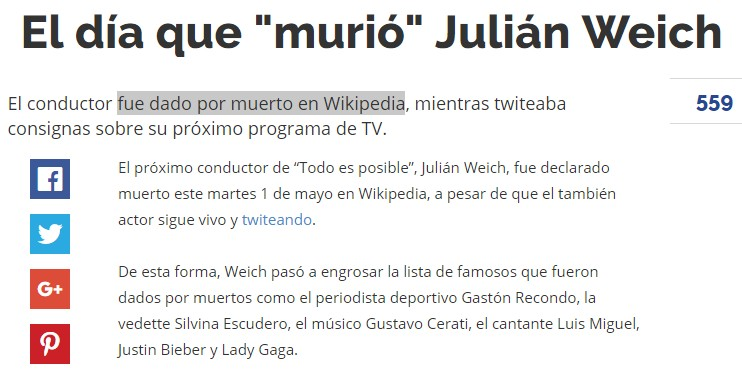 El día que "murió" Julián Weich
El conductor fue dado por muerto en Wikipedia, mientras twiteaba
consignas sobre su próximo programa de TV.
559
El próximo conductor de “Todo es posible”, Julián Weich, fue declarado
muerto este martes 1 de mayo en Wikipedia, a pesar de que el también
actor sigue vivo y twiteando.
De esta forma, Weich pasó a engrosar la lista de famosos que fueron
dados por muertos como el periodista deportivo Gastón Recondo, la
vedette Silvina Escudero, el músico Gustavo Cerati, el cantante Luis Miguel,
Justin Bieber y Lady Gaga.
G+